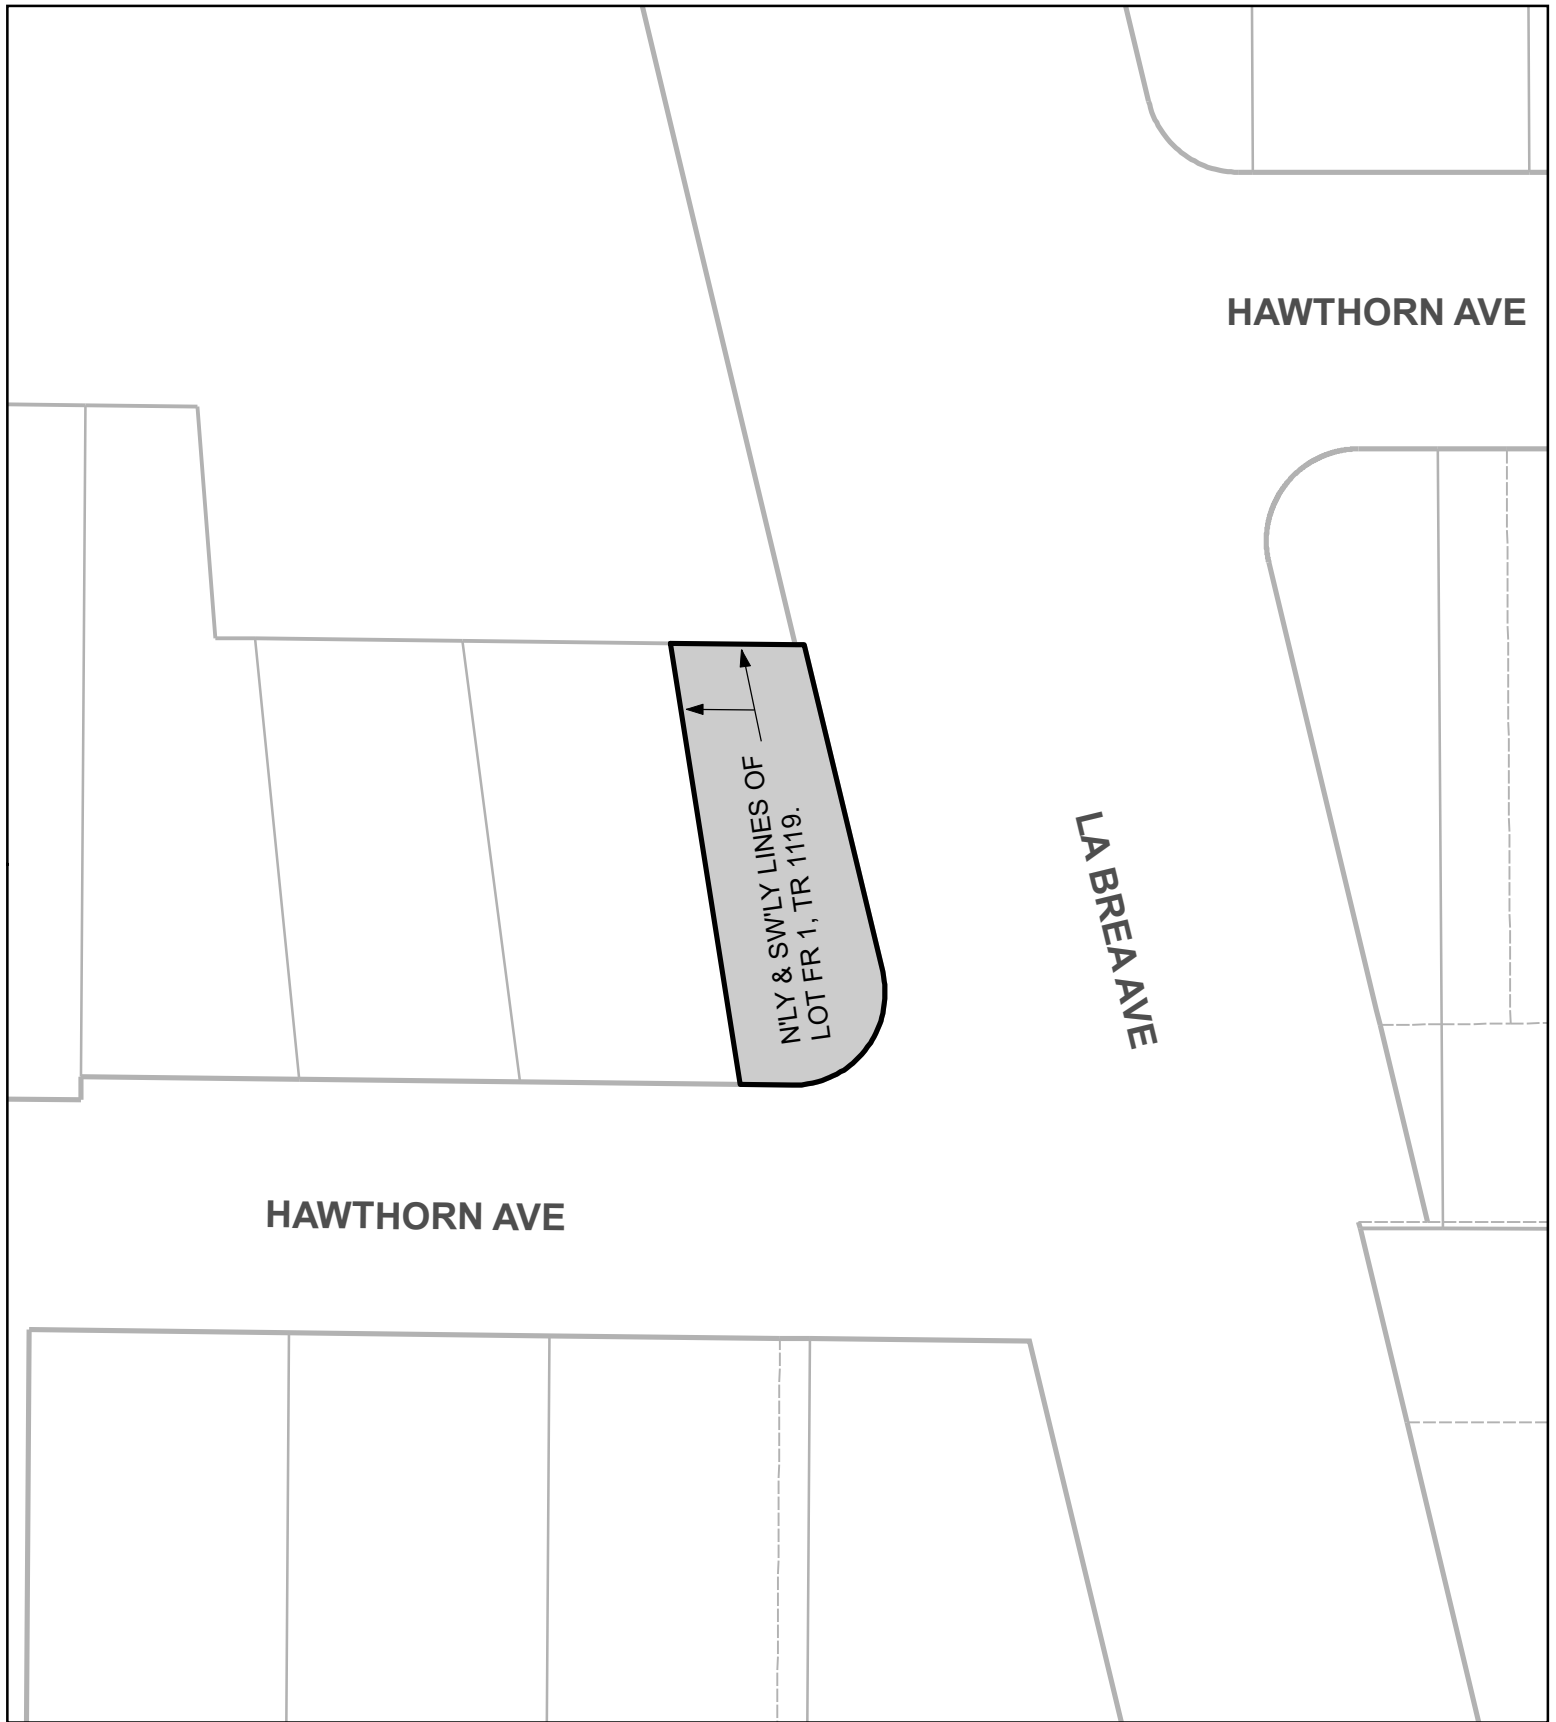 HAWTHORN AVE
N'LY & SW'LY LINES OF
LOT FR 1, TR 1119.
LA BREA AVE
HAWTHORN AVE